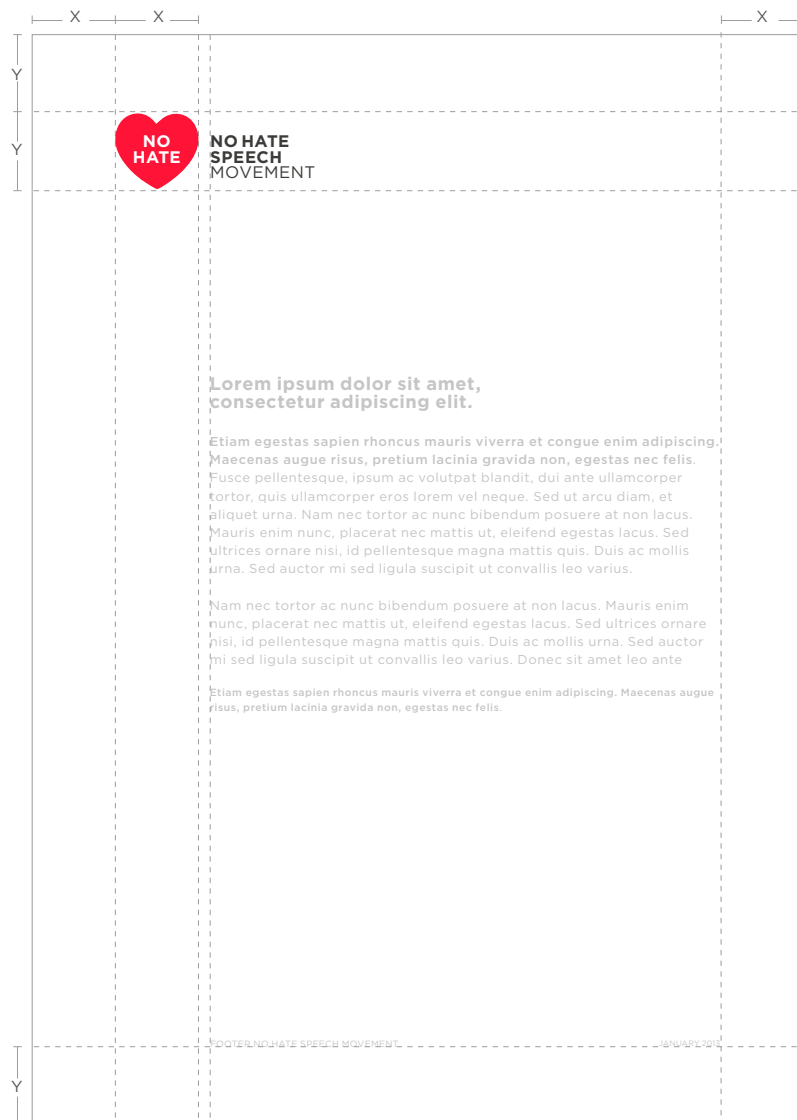 X X X
Y
Y
NO
HATE
NO HATE
SPEECH
MOVEMENT
Lorem ipsum dolor sit amet,
consectetur adipiscing elit.
Etiam egestas sapien rhoncus mauris viverra et congue enim adipiscing.
Maecenas augue risus, pretium lacinia gravida non, egestas nec felis.
Fusce pellentesque, ipsum ac volutpat blandit, dui ante ullamcorper
tortor, quis ullamcorper eros lorem vel neque. Sed ut arcu diam, et
aliquet urna. Nam nec tortor ac nunc bibendum posuere at non lacus.
Mauris enim nunc, placerat nec mattis ut, eleifend egestas lacus. Sed
ultrices ornare nisi, id pellentesque magna mattis quis. Duis ac mollis
urna. Sed auctor mi sed ligula suscipit ut convallis leo varius.
Nam nec tortor ac nunc bibendum posuere at non lacus. Mauris enim
nunc, placerat nec mattis ut, eleifend egestas lacus. Sed ultrices ornare
nisi, id pellentesque magna mattis quis. Duis ac mollis urna. Sed auctor
mi sed ligula suscipit ut convallis leo varius. Donec sit amet leo ante
Etiam egestas sapien rhoncus mauris viverra et congue enim adipiscing. Maecenas augue
risus, pretium lacinia gravida non, egestas nec felis.
FOOTER NO HATE SPEECH MOVEMENT JANUARY 2013
Y